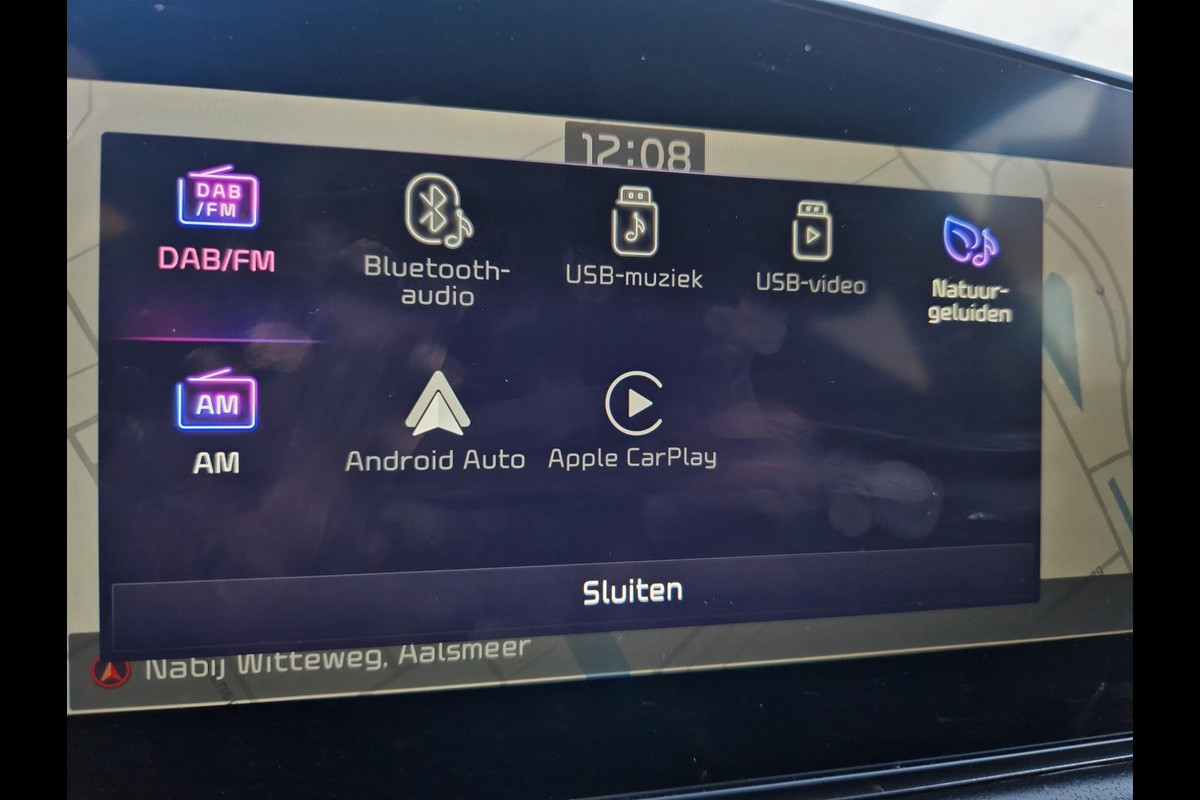 12:08
DAB
/FM
DAB/FM
Bluetooth-
audio
USB-muziek
USB-video
Natuur-
geluiden
AM
AM
Android Auto
Apple CarPlay
Sluiten
Nabij Witteweg, Aalsmeer